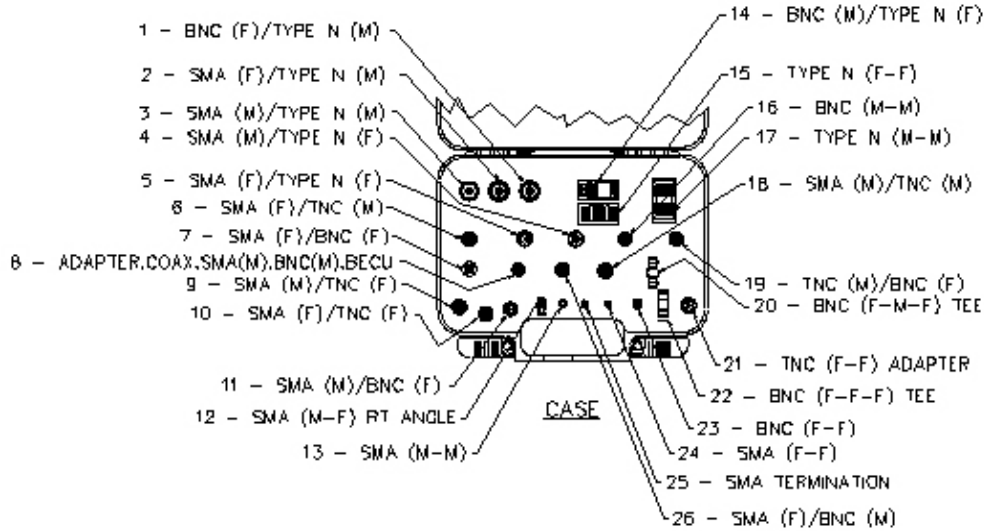 1 - BNC (F)/TYPE N (M)
2 - SMA (F)/TYPE N (M)
3 - SMA (M)/TYPE N (M)
4 - SMA (M)/TYPE N (F)
5 - SMA (F)/TYPE N (F)
6 - SMA (F)/TNC (M)
7 - SMA (F)/BNC (F)
8 - ADAPTER,COAX,SMA(M),BNC(M),BECU
9 - SMA (M)/TNC (F)
10 - SMA (F)/TNC (F)
11 - SMA (M)/BNC (F)
12 - SMA (M-F) RT ANGLE
13 - SMA (M-M)
CASE
14 - BNC (M)/TYPE N (F)
15 - TYPE N (F-F)
16 - BNC (M-M)
17 - TYPE N (M-M)
18 - SMA (M)/TNC (M)
19 - TNC (M)/BNC (F)
20 - BNC (F-M-F) TEE
21 - TNC (F-F) ADAPTER
22 - BNC (F-F-F) TEE
23 - BNC (F-F)
24 - SMA (F-F)
25 - SMA TERMINATION
26 - SMA (F)/BNC (M)